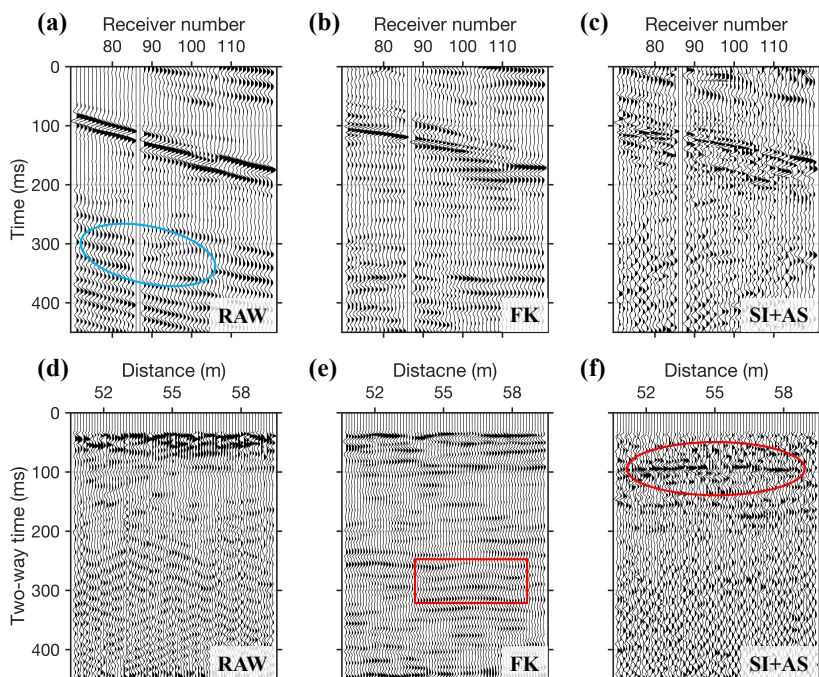 (a) Receiver number
80 90 100 110
(b) Receiver number
80 90 100 110
(c) Receiver number
80 90 100 110
Time (ms)
0
100
200
300
400
RAW
FK
SI+AS
(d) Distance (m)
52 55 58
(e) Distacne (m)
52 55 58
(f) Distance (m)
52 55 58
Two-way time (ms)
0
100
200
300
400
RAW
FK
SI+AS